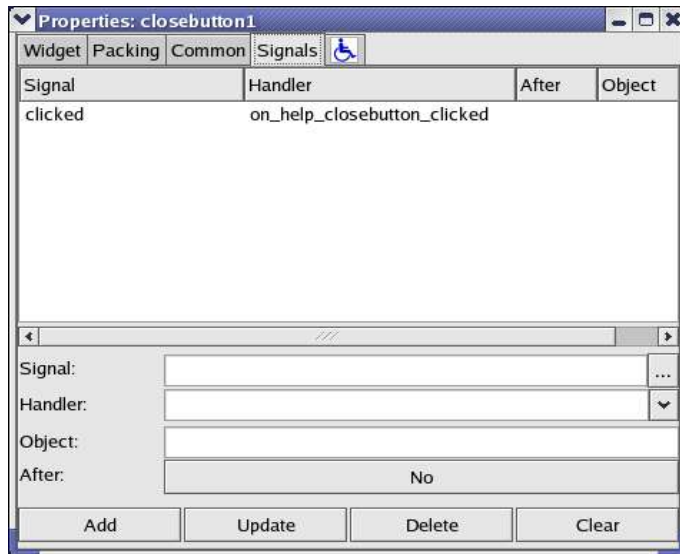 Properties: closebutton1
Widget Packing Common Signals
Signal Handler After Object
clicked on_help_closebutton_clicked
Signal: ...
Handler:
Object:
After: No
Add Update Delete Clear